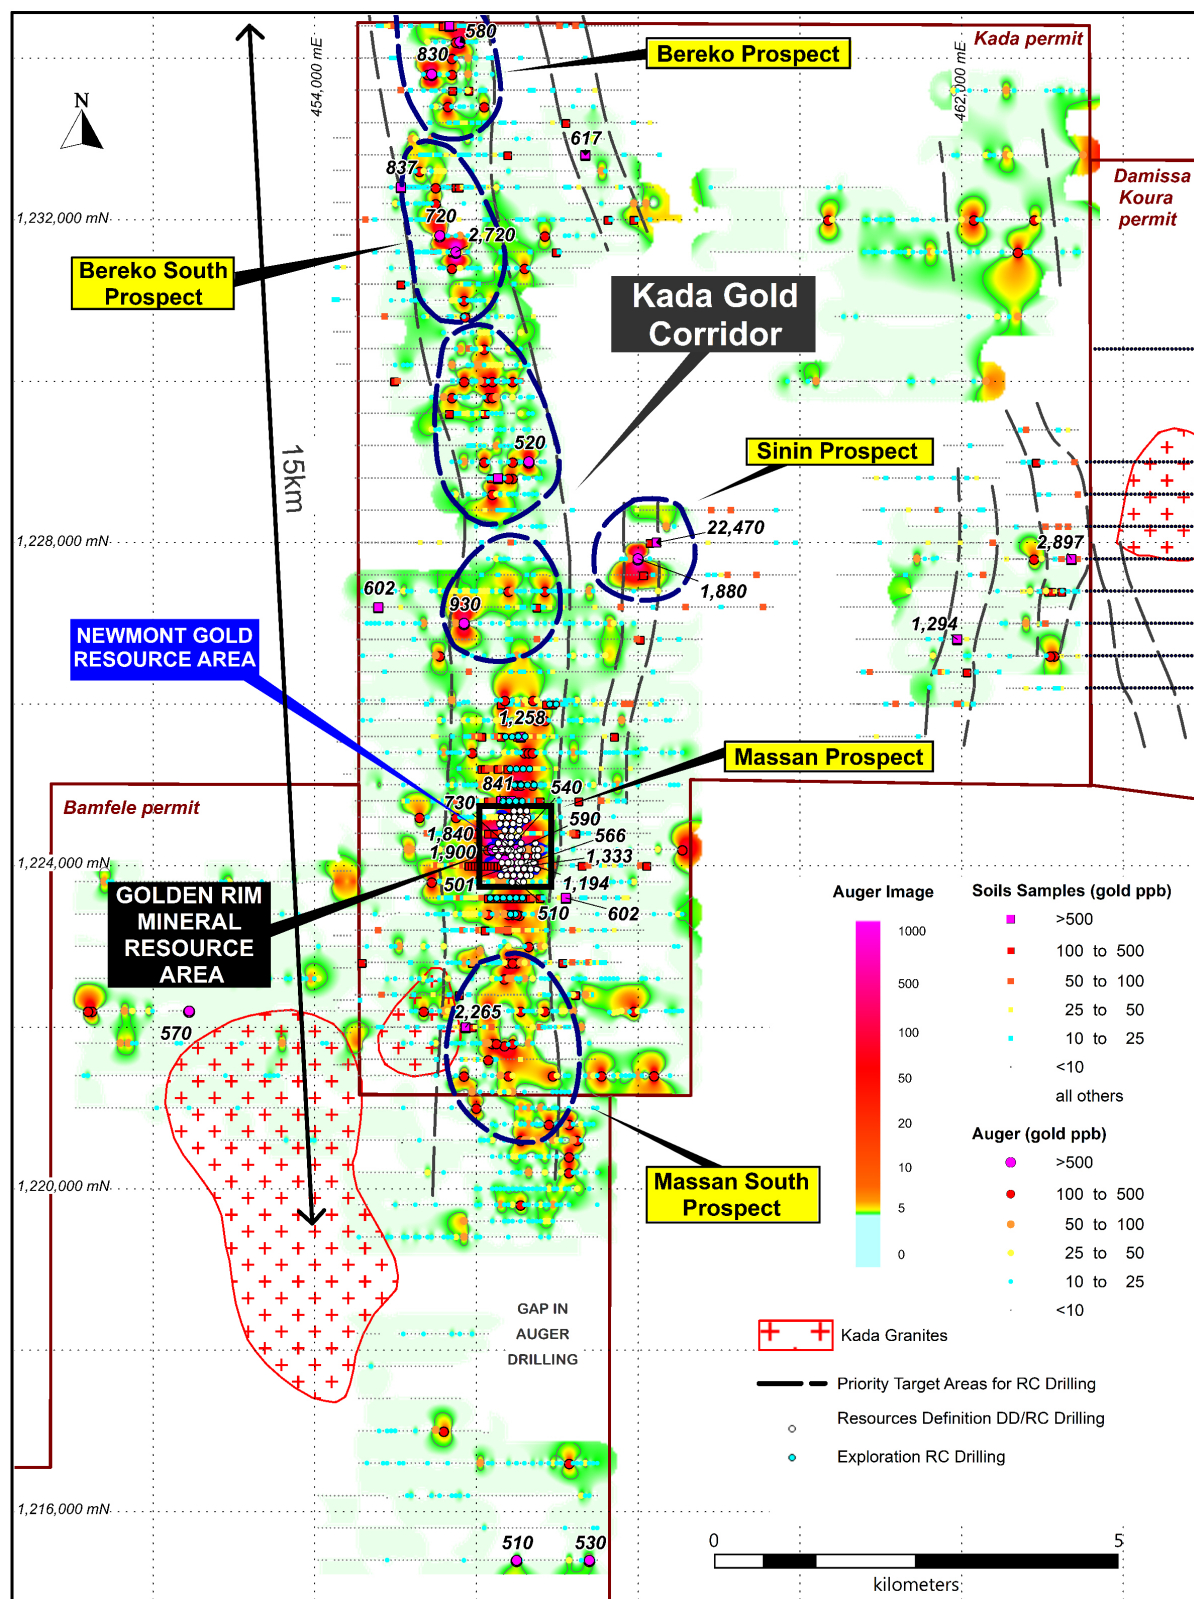 Kada permit
580
Bereko Prospect
830
454,000 mE
462,000 mE
N
617
837
Damissa
Koura
permit
1,232,000 mN
720
2,720
Bereko South
Prospect
Kada Gold
Corridor
15km
520
Sinin Prospect
22,470
1,228,000 mN
2,897
1,880
602
930
1,294
NEWMONT GOLD
RESOURCE AREA
1,258
Massan Prospect
841
540
730
Bamfele permit
590
1,840
566
1,900
1,333
1,224,000 mN
501
1,194
GOLDEN RIM
MINERAL
RESOURCE
AREA
510
602
2,265
570
1,220,000 mN
Massan South
Prospect
GAP IN
AUGER
DRILLING
1,216,000 mN
510
530
Auger Image
1000
500
100
50
20
10
5
0
Soils Samples (gold ppb)
>500
100 to 500
50 to 100
25 to 50
10 to 25
<10
all others
Auger (gold ppb)
>500
100 to 500
50 to 100
25 to 50
10 to 25
<10
Kada Granites
Priority Target Areas for RC Drilling
Resources Definition DD/RC Drilling
Exploration RC Drilling
0
5
kilometers